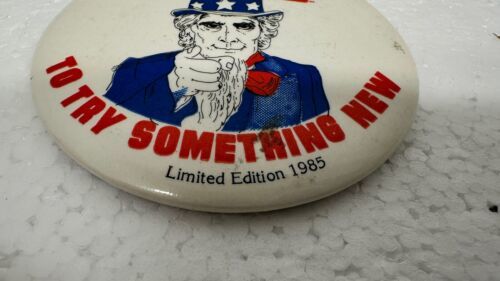 TO TRY SOMETHING NEW
Limited Edition 1985